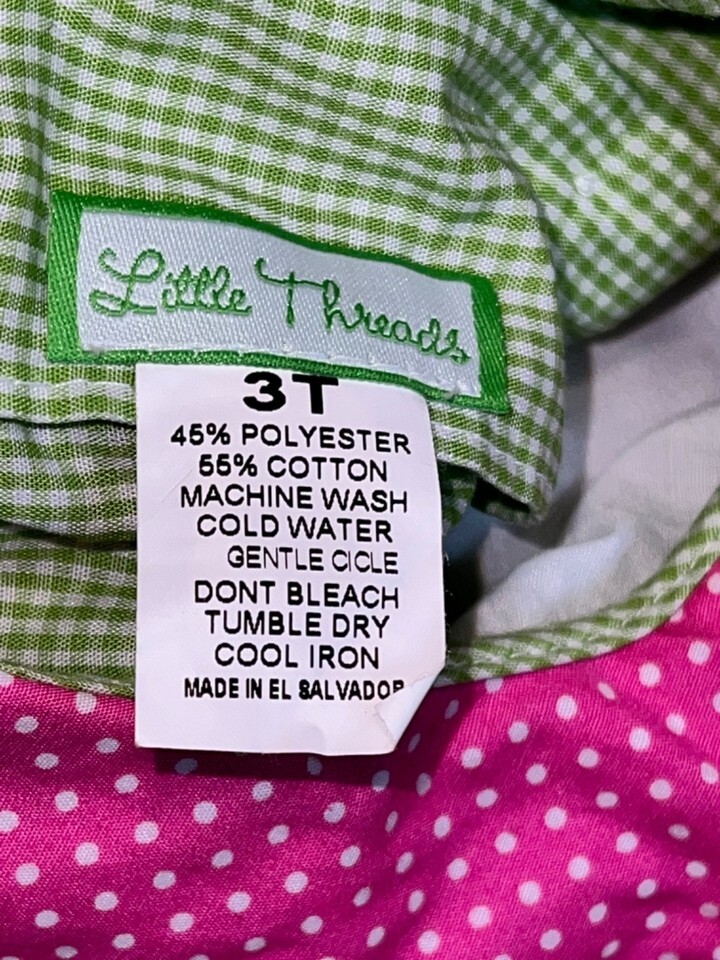 Little Threads
3T
45% POLYESTER
55% COTTON
MACHINE WASH
COLD WATER
GENTLE CICLE
DONT BLEACH
TUMBLE DRY
COOL IRON
MADE IN EL SALVADOR